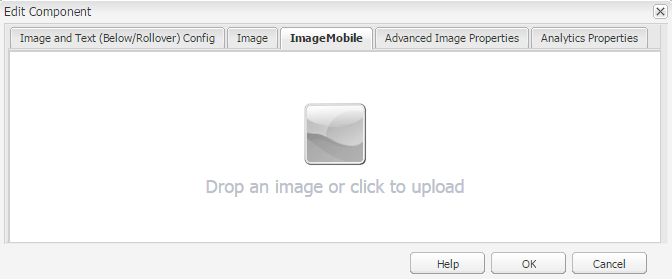 Edit Component
Image and Text (Below/Rollover) Config Image ImageMobile Advanced Image Properties Analytics Properties
Drop an image or click to upload
Help OK Cancel